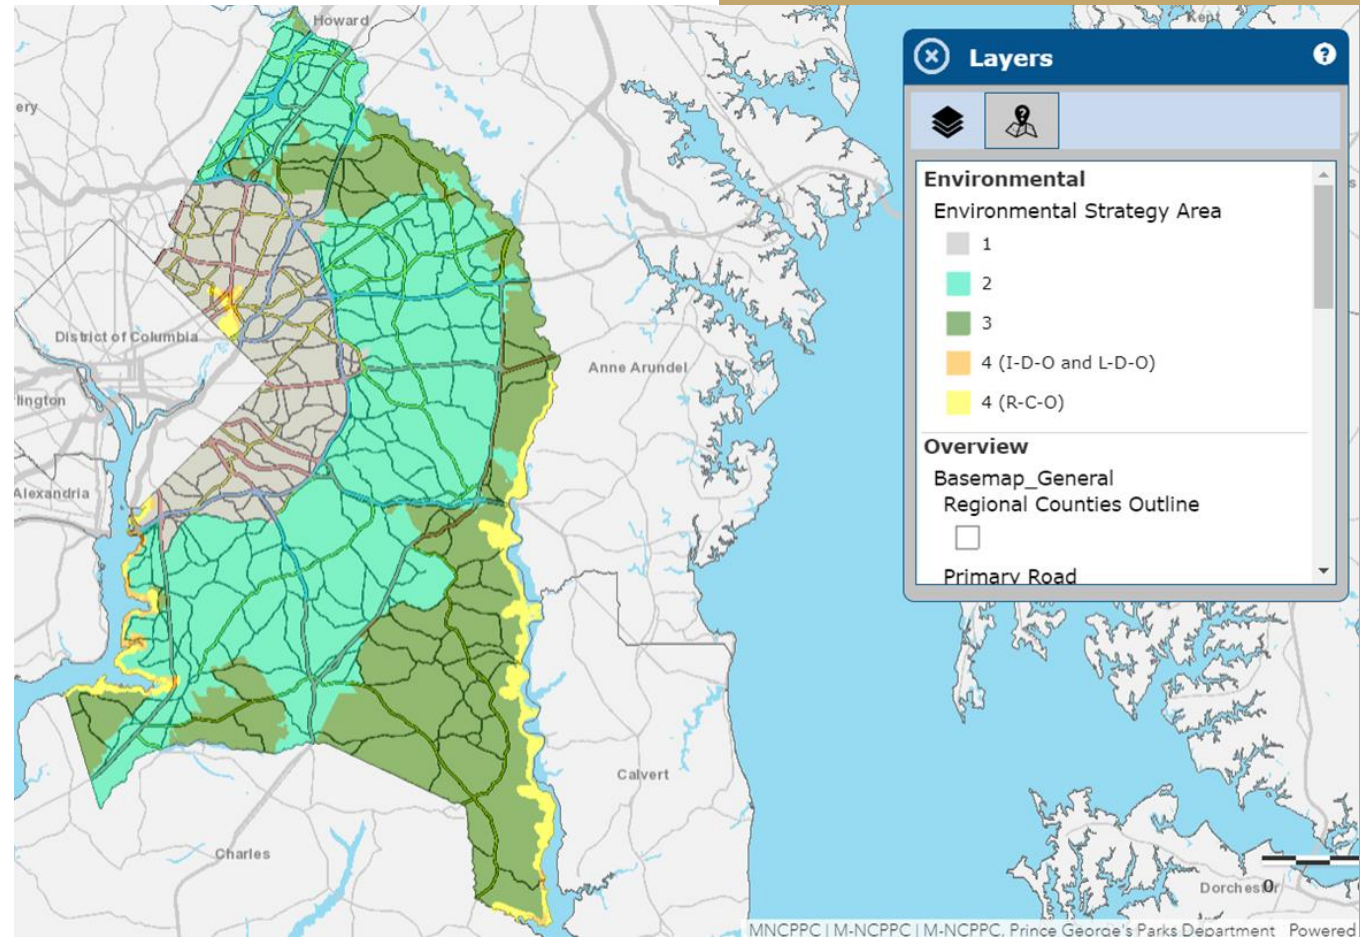 Howard
Kent
ery
District of Columbia
lington
Alexandria
Anne Arundel
Calvert
Charles
Dorchester
0
Layers
?
?
Environmental
Environmental Strategy Area
1
2
3
4 (I-D-O and L-D-O)
4 (R-C-O)
Overview
Basemap_General
Regional Counties Outline
Primary Road
MNCPPC | M-NCPPC | M-NCPPC, Prince George's Parks Department Powered